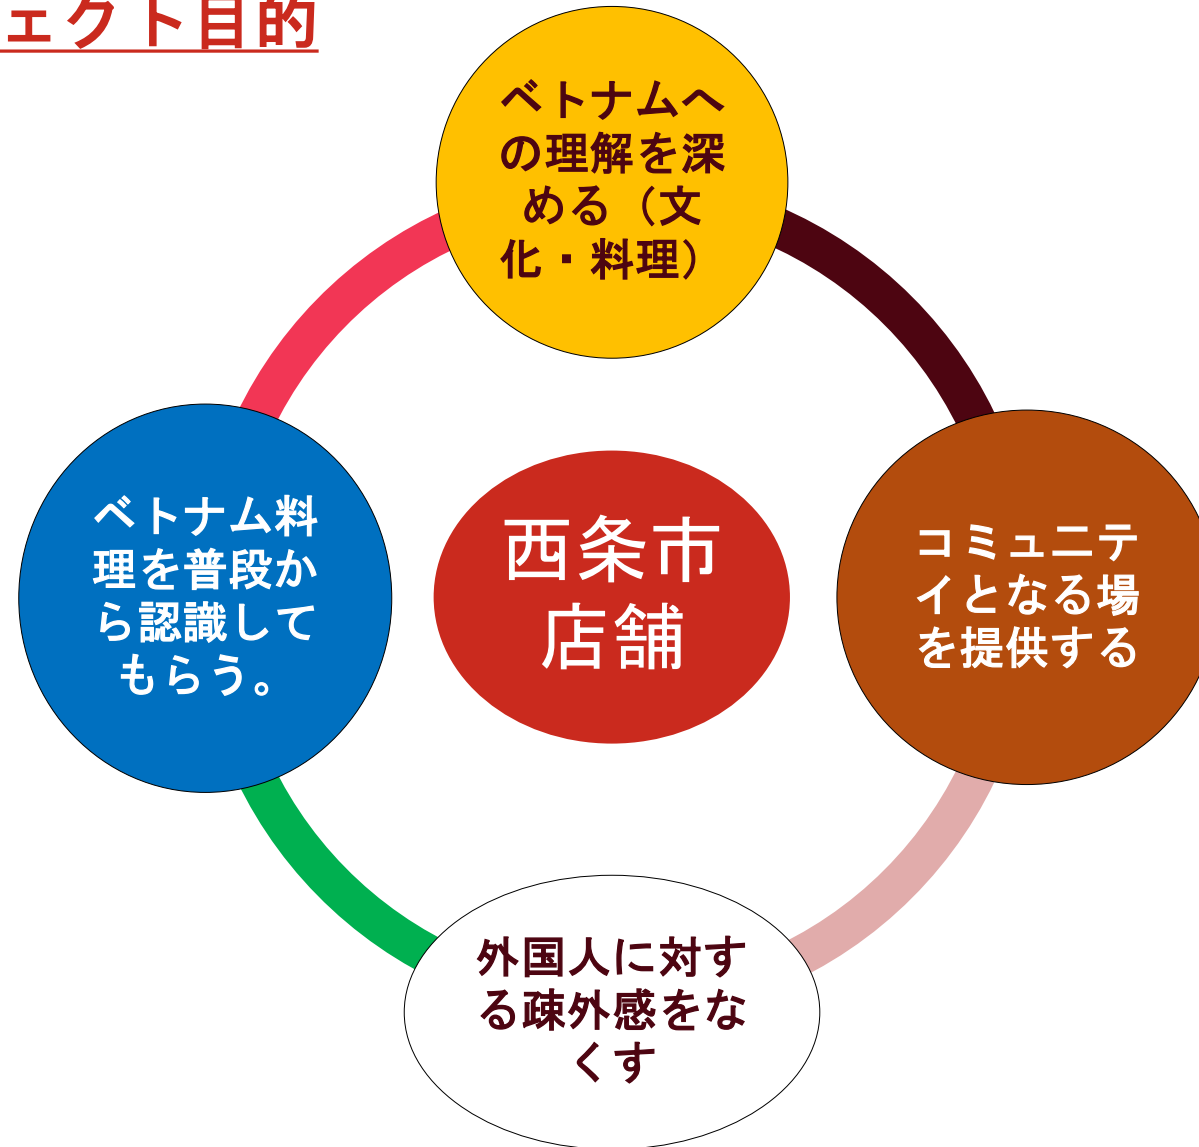 ェクト目的
ベトナムへ
の理解を深
める（文
化・料理）
西条市
店舗
ベトナム料
理を普段か
ら認識して
もらう。
コミュニテ
イとなる場
を提供する
外国人に対す
る疎外感をな
くす